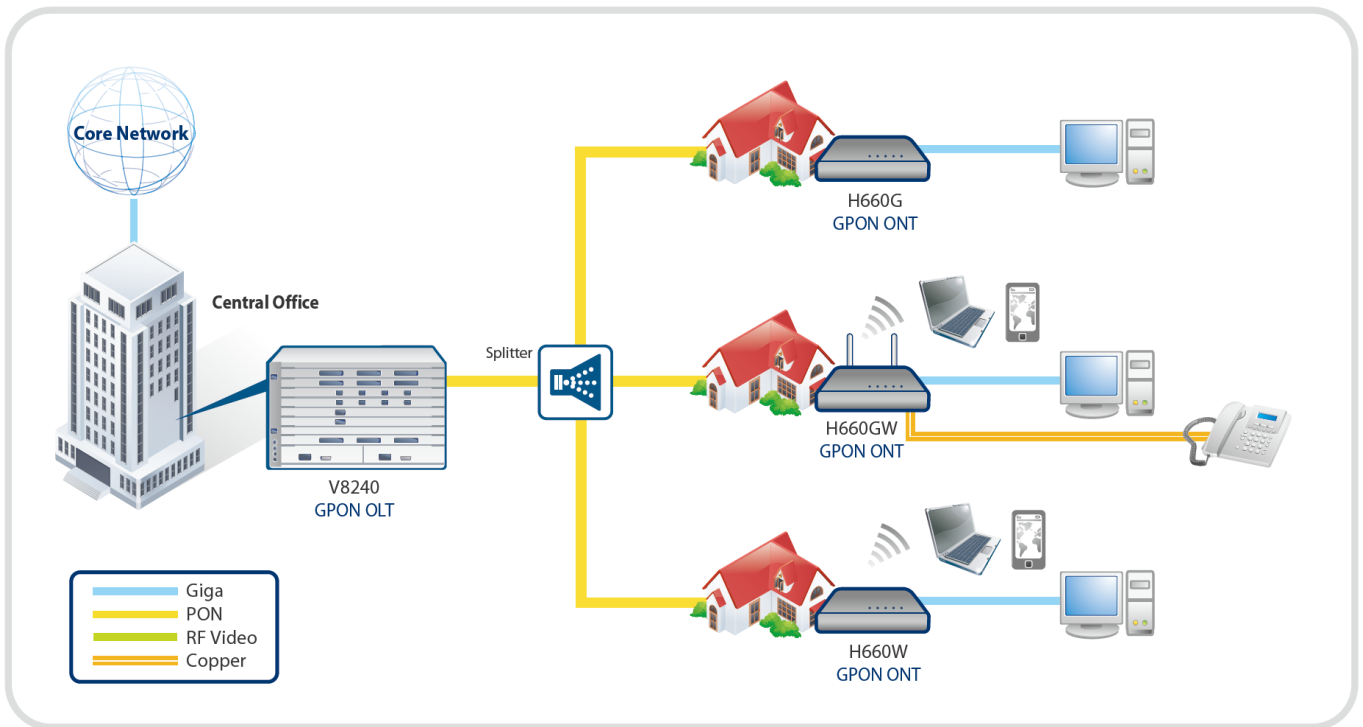 Core Network
Central Office
V8240
GPON OLT
Splitter
H660G
GPON ONT
H660GW
GPON ONT
H660W
GPON ONT
Giga
PON
RF Video
Copper